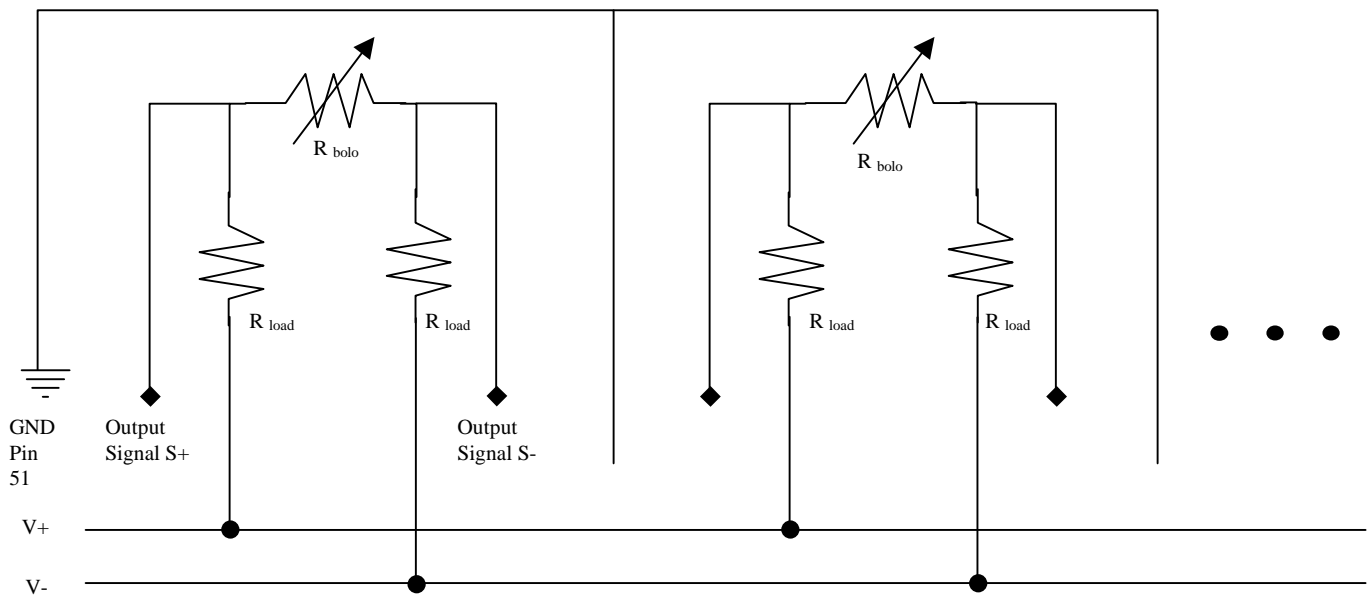 R bolo
R bolo
R load
R load
R load
R load
GND
Pin
51
Output
Signal S+
Output
Signal S-
V+
V-